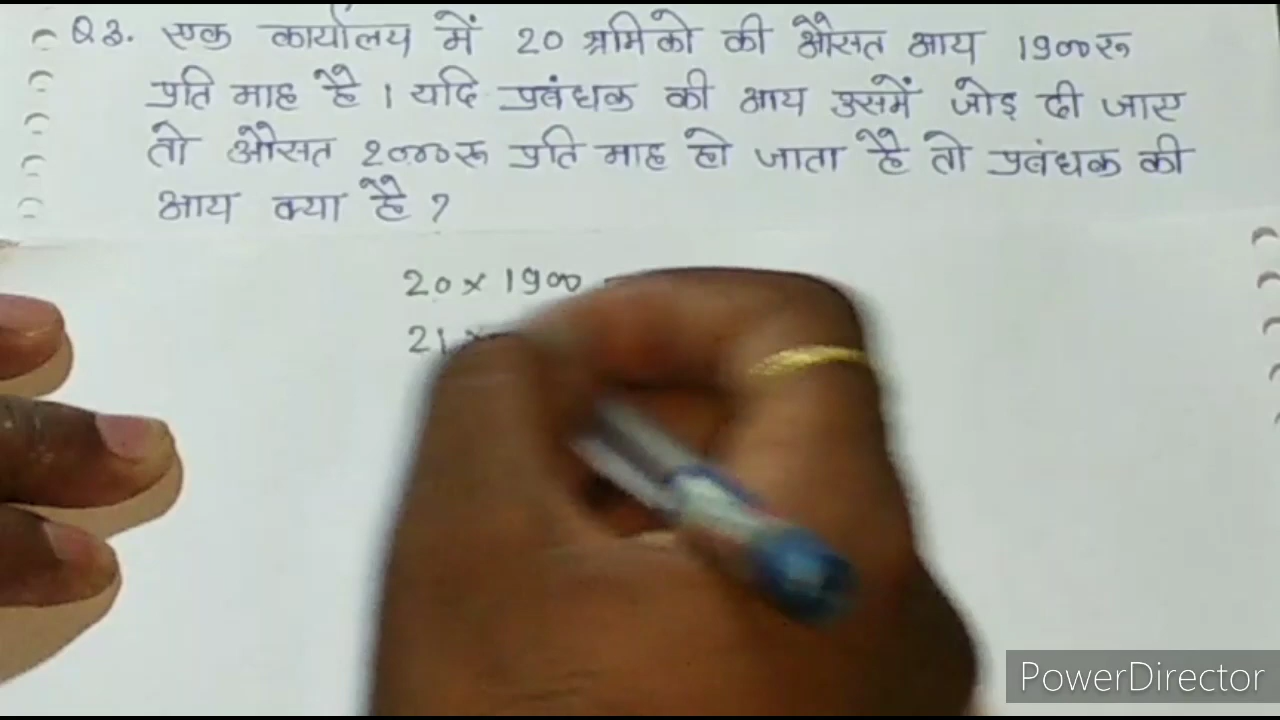 Q3. एक कार्यालय में 20 श्रमिको की औसत आय 1900रु
प्रति माह है । यदि प्रबंधक की आय उसमें जोड़ दी जाए
तो औसत 2000रु प्रति माह हो जाता है तो प्रबंधक की
आय क्या है ?
20 × 1900
21 ×
PowerDirector